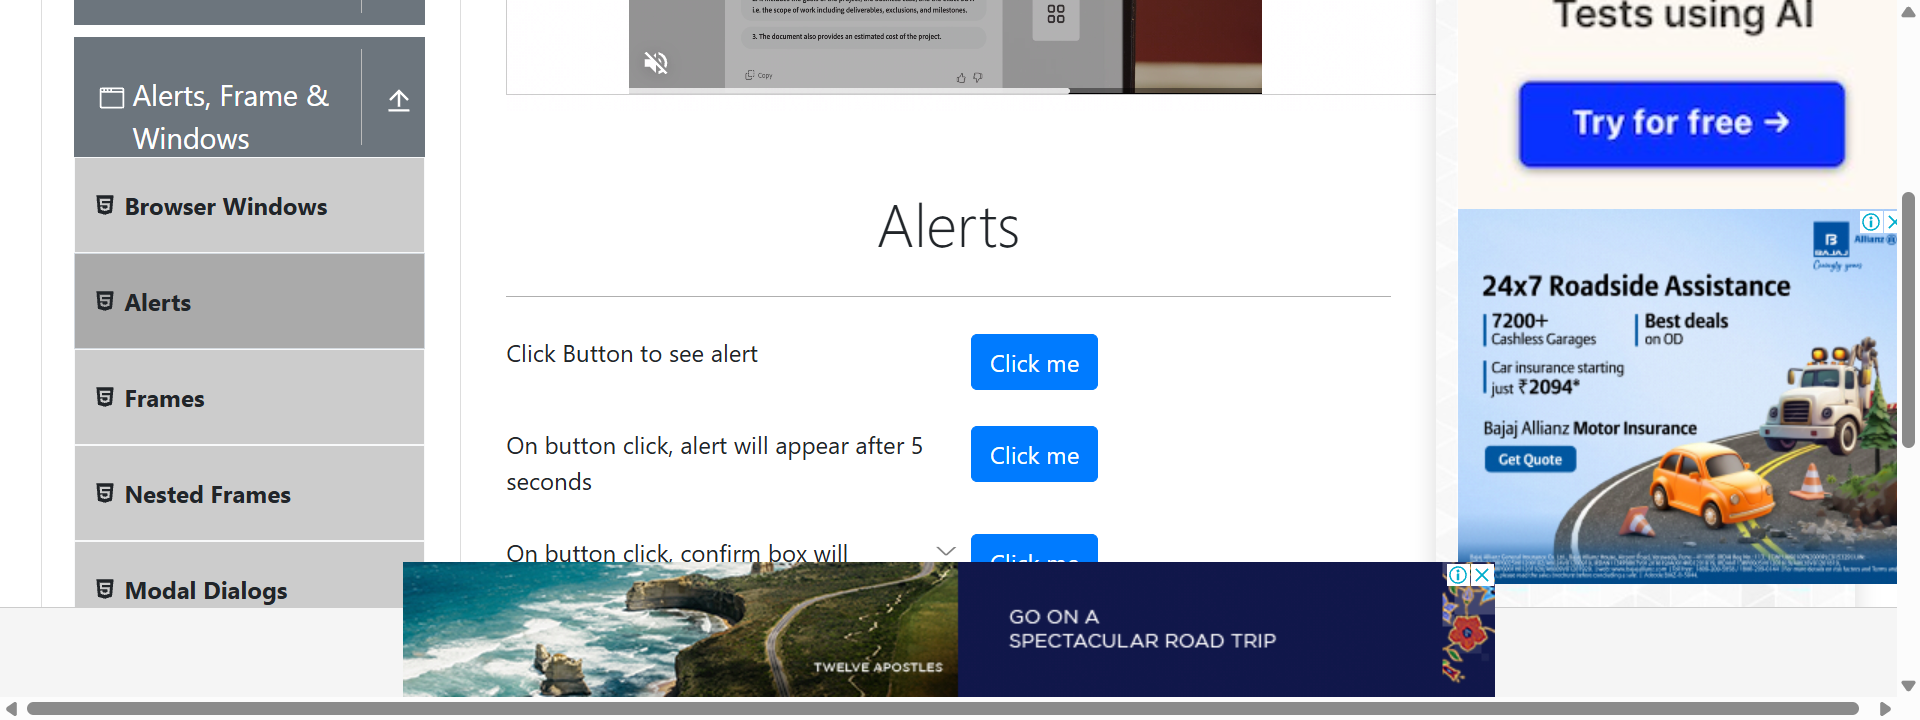 i.e. the scope of work including deliverables, exclusions, and milestones.
3. The document also provides an estimated cost of the project.
Copy
Alerts, Frame &
Windows
Browser Windows
Alerts
Frames
Nested Frames
Modal Dialogs
Alerts
Click Button to see alert
Click me
On button click, alert will appear after 5
seconds
Click me
On button click, confirm box will
Click me
TWELVE APOSTLES
GO ON A
SPECTACULAR ROAD TRIP
Tests using AI
Try for free →
B
BAJAJ
Allianz
Caringly yours
24x7 Roadside Assistance
7200+
Cashless Garages
Best deals
on OD
Car insurance starting
just ₹2094*
Bajaj Allianz Motor Insurance
Get Quote